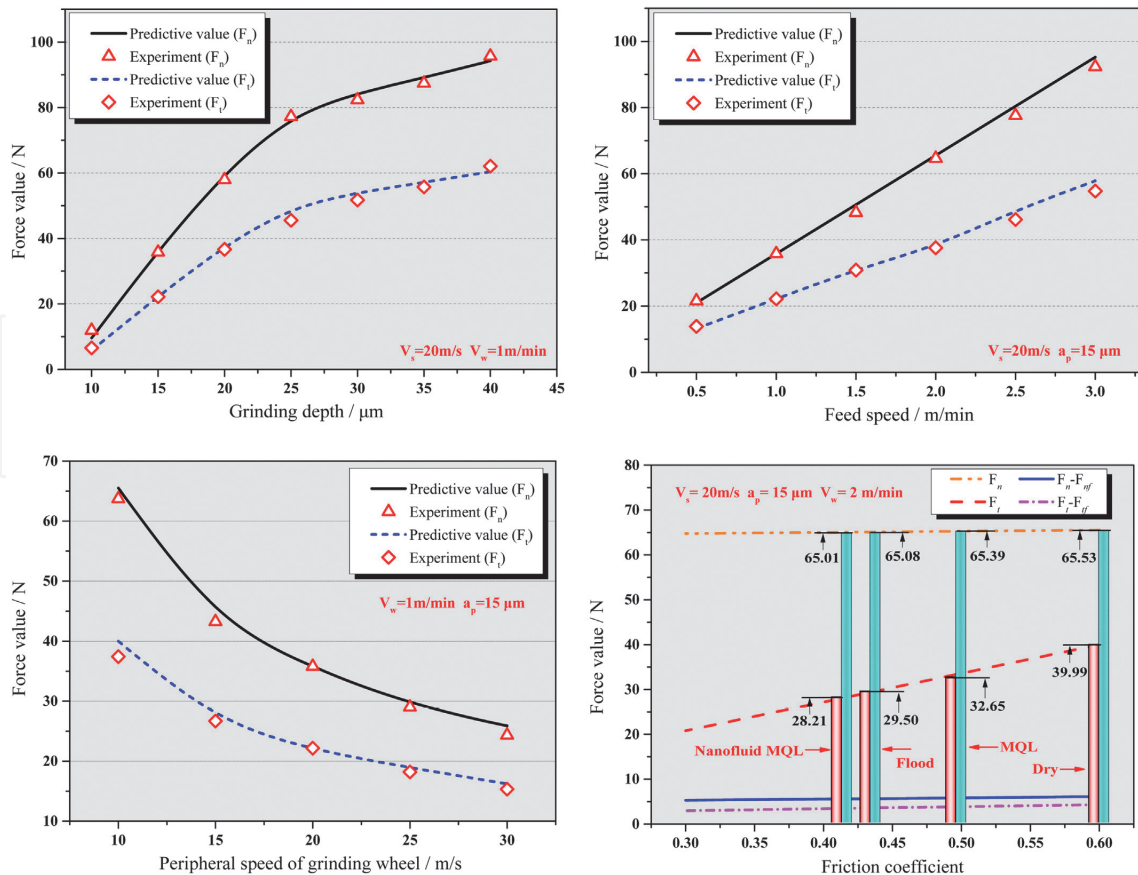 Predictive value (Fn)
Experiment (Fn)
Predictive value (Ft)
Experiment (Ft)
Force value / N
100
80
60
40
20
0
Vs=20m/s Vw=1m/min
10 15 20 25 30 35 40 45
Grinding depth / μm
Predictive value (Fn)
Experiment (Fn)
Predictive value (Ft)
Experiment (Ft)
Force value / N
100
80
60
40
20
0
Vs=20m/s ap=15 μm
0.5 1.0 1.5 2.0 2.5 3.0
Feed speed / m/min
Predictive value (Fn)
Experiment (Fn)
Predictive value (Ft)
Experiment (Ft)
Force value / N
70
60
50
40
30
20
10
Vw=1m/min ap=15 μm
10 15 20 25 30
Peripheral speed of grinding wheel / m/s
Fn Fn-Fnf
Ft Ft-Ftf
Vs= 20m/s ap= 15 μm Vw= 2 m/min
Force value / N
80
70
60
50
40
30
20
10
0
65.01 65.08 65.39 65.53
28.21 29.50 32.65 39.99
Nanofluid MQL
Flood
MQL
Dry
0.30 0.35 0.40 0.45 0.50 0.55 0.60
Friction coefficient